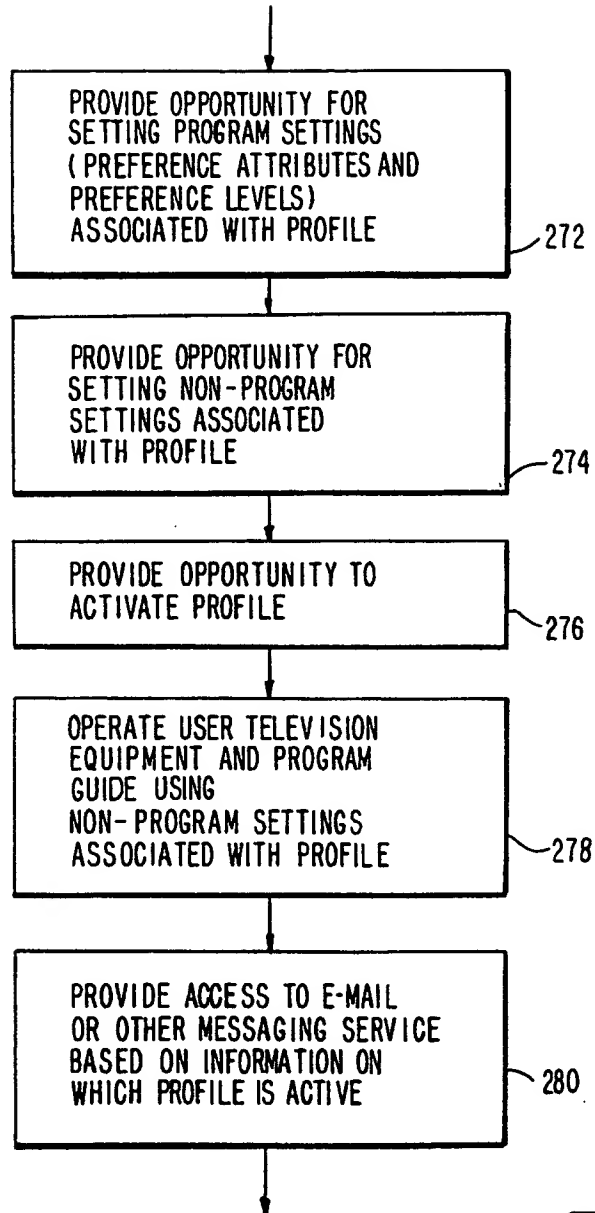 PROVIDE OPPORTUNITY FOR
SETTING PROGRAM SETTINGS
(PREFERENCE ATTRIBUTES AND
PREFERENCE LEVELS)
ASSOCIATED WITH PROFILE
272
PROVIDE OPPORTUNITY FOR
SETTING NON-PROGRAM
SETTINGS ASSOCIATED
WITH PROFILE
274
PROVIDE OPPORTUNITY TO
ACTIVATE PROFILE
276
OPERATE USER TELEVISION
EQUIPMENT AND PROGRAM
GUIDE USING
NON-PROGRAM SETTINGS
ASSOCIATED WITH PROFILE
278
PROVIDE ACCESS TO E-MAIL
OR OTHER MESSAGING SERVICE
BASED ON INFORMATION ON
WHICH PROFILE IS ACTIVE
280